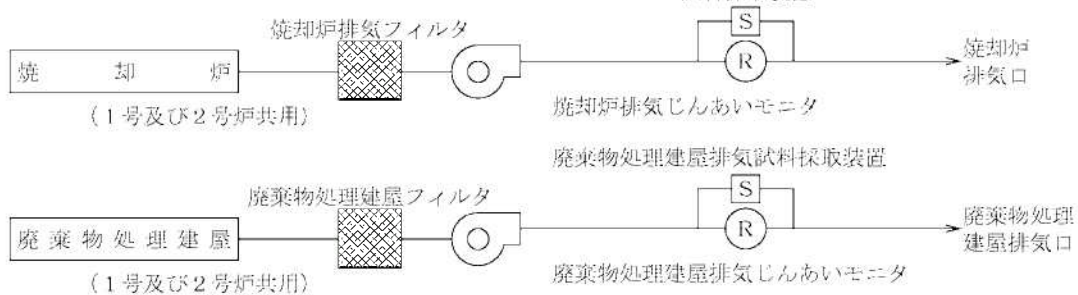 焼却炉排気フィルタ
S
焼却炉
R
焼却炉
排気口
(1号及び2号炉共用)
焼却炉排気じんあいモニタ
廃棄物処理建屋排気試料採取装置
廃棄物処理建屋フィルタ
S
廃棄物処理建屋
R
廃棄物処理
建屋排気口
(1号及び2号炉共用)
廃棄物処理建屋排気じんあいモニタ